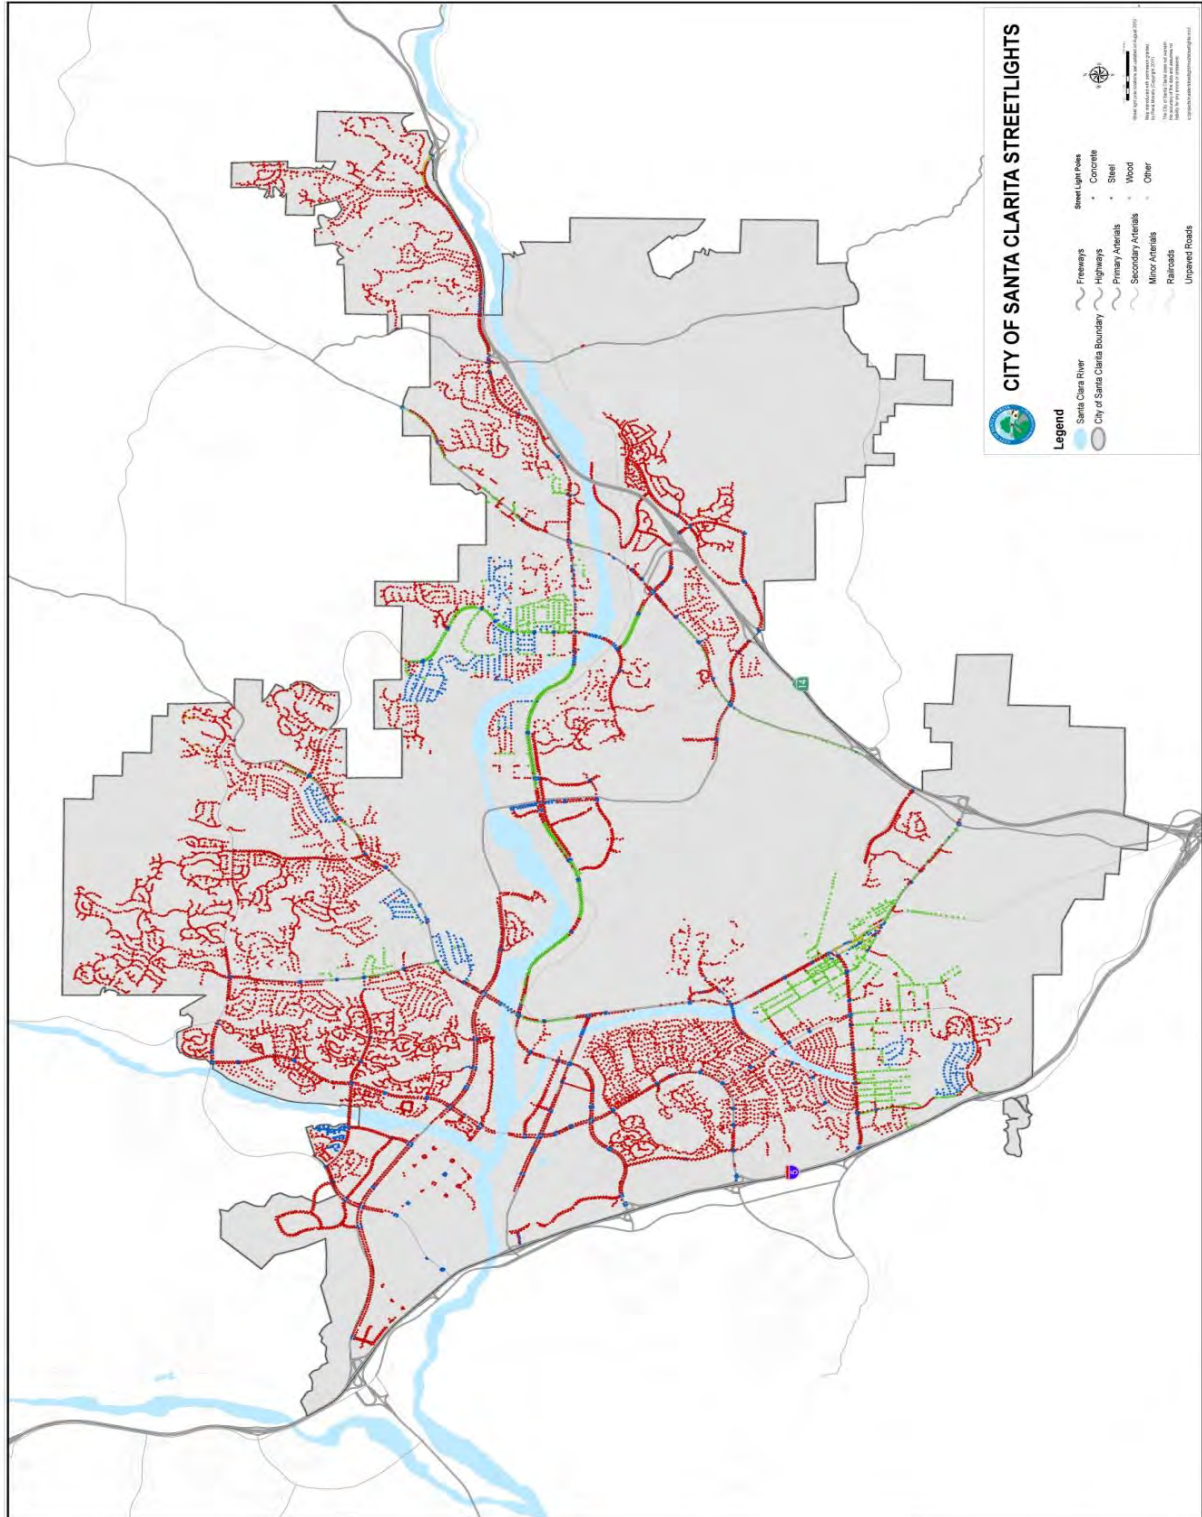 CITY OF SANTA CLARITA STREETLIGHTS
Legend
Santa Clara River
City of Santa Clarita Boundary
Freeways
Highways
Primary Arterials
Secondary Arterials
Minor Arterials
Railroads
Unpaved Roads
Street Light Poles
Concrete
Steel
Wood
Other
14
5